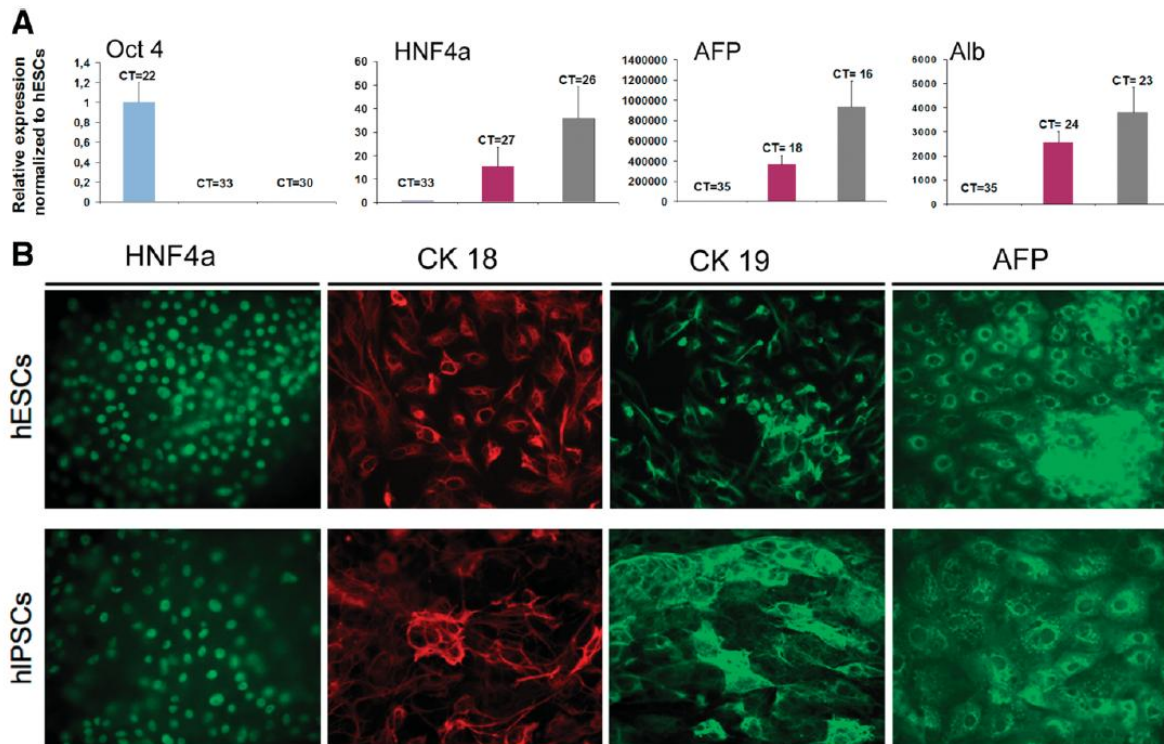 A
Oct 4
HNF4a
AFP
Alb
Relative expression
normalized to hESCs
1,4
1,2
1
0,8
0,6
0,4
0,2
0
CT=22
CT=33
CT=30
60
50
40
30
20
10
0
CT=33
CT=27
CT=26
1400000
1200000
1000000
800000
600000
400000
200000
0
CT=35
CT= 18
CT= 16
6000
5000
4000
3000
2000
1000
0
CT=35
CT= 24
CT= 23
B
HNF4a
CK 18
CK 19
AFP
hESCs
hIPSCs